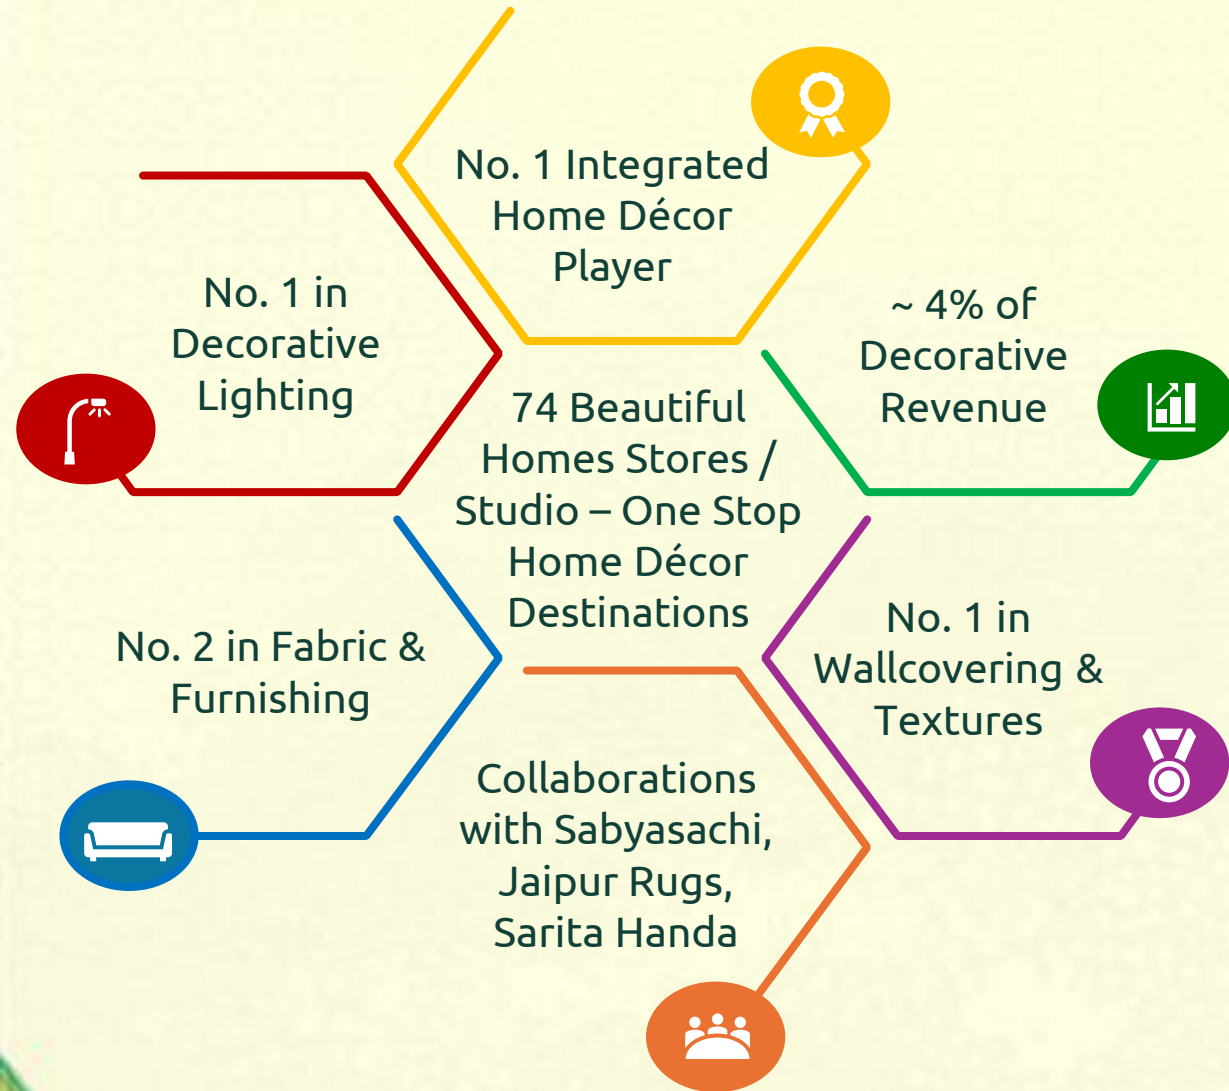 No. 1 Integrated
Home Décor
Player
No. 1 in
Decorative
Lighting
~ 4% of
Decorative
Revenue
74 Beautiful
Homes Stores /
Studio – One Stop
Home Décor
Destinations
No. 2 in Fabric &
Furnishing
No. 1 in
Wallcovering &
Textures
Collaborations
with Sabyasachi,
Jaipur Rugs,
Sarita Handa